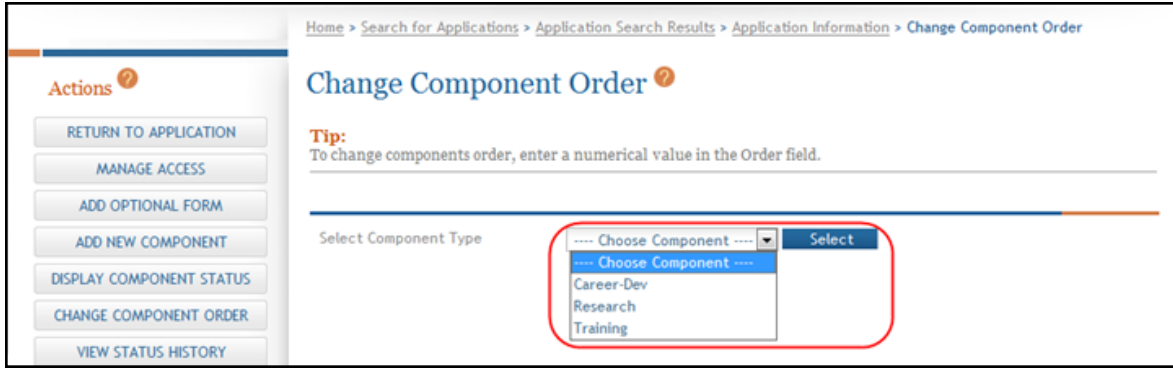 Home > Search for Applications > Application Search Results > Application Information > Change Component Order
Actions ?
RETURN TO APPLICATION
MANAGE ACCESS
ADD OPTIONAL FORM
ADD NEW COMPONENT
DISPLAY COMPONENT STATUS
CHANGE COMPONENT ORDER
VIEW STATUS HISTORY
Change Component Order ?
Tip:
To change components order, enter a numerical value in the Order field.
Select Component Type ---- Choose Component ---- Select
---- Choose Component ----
Career-Dev
Research
Training